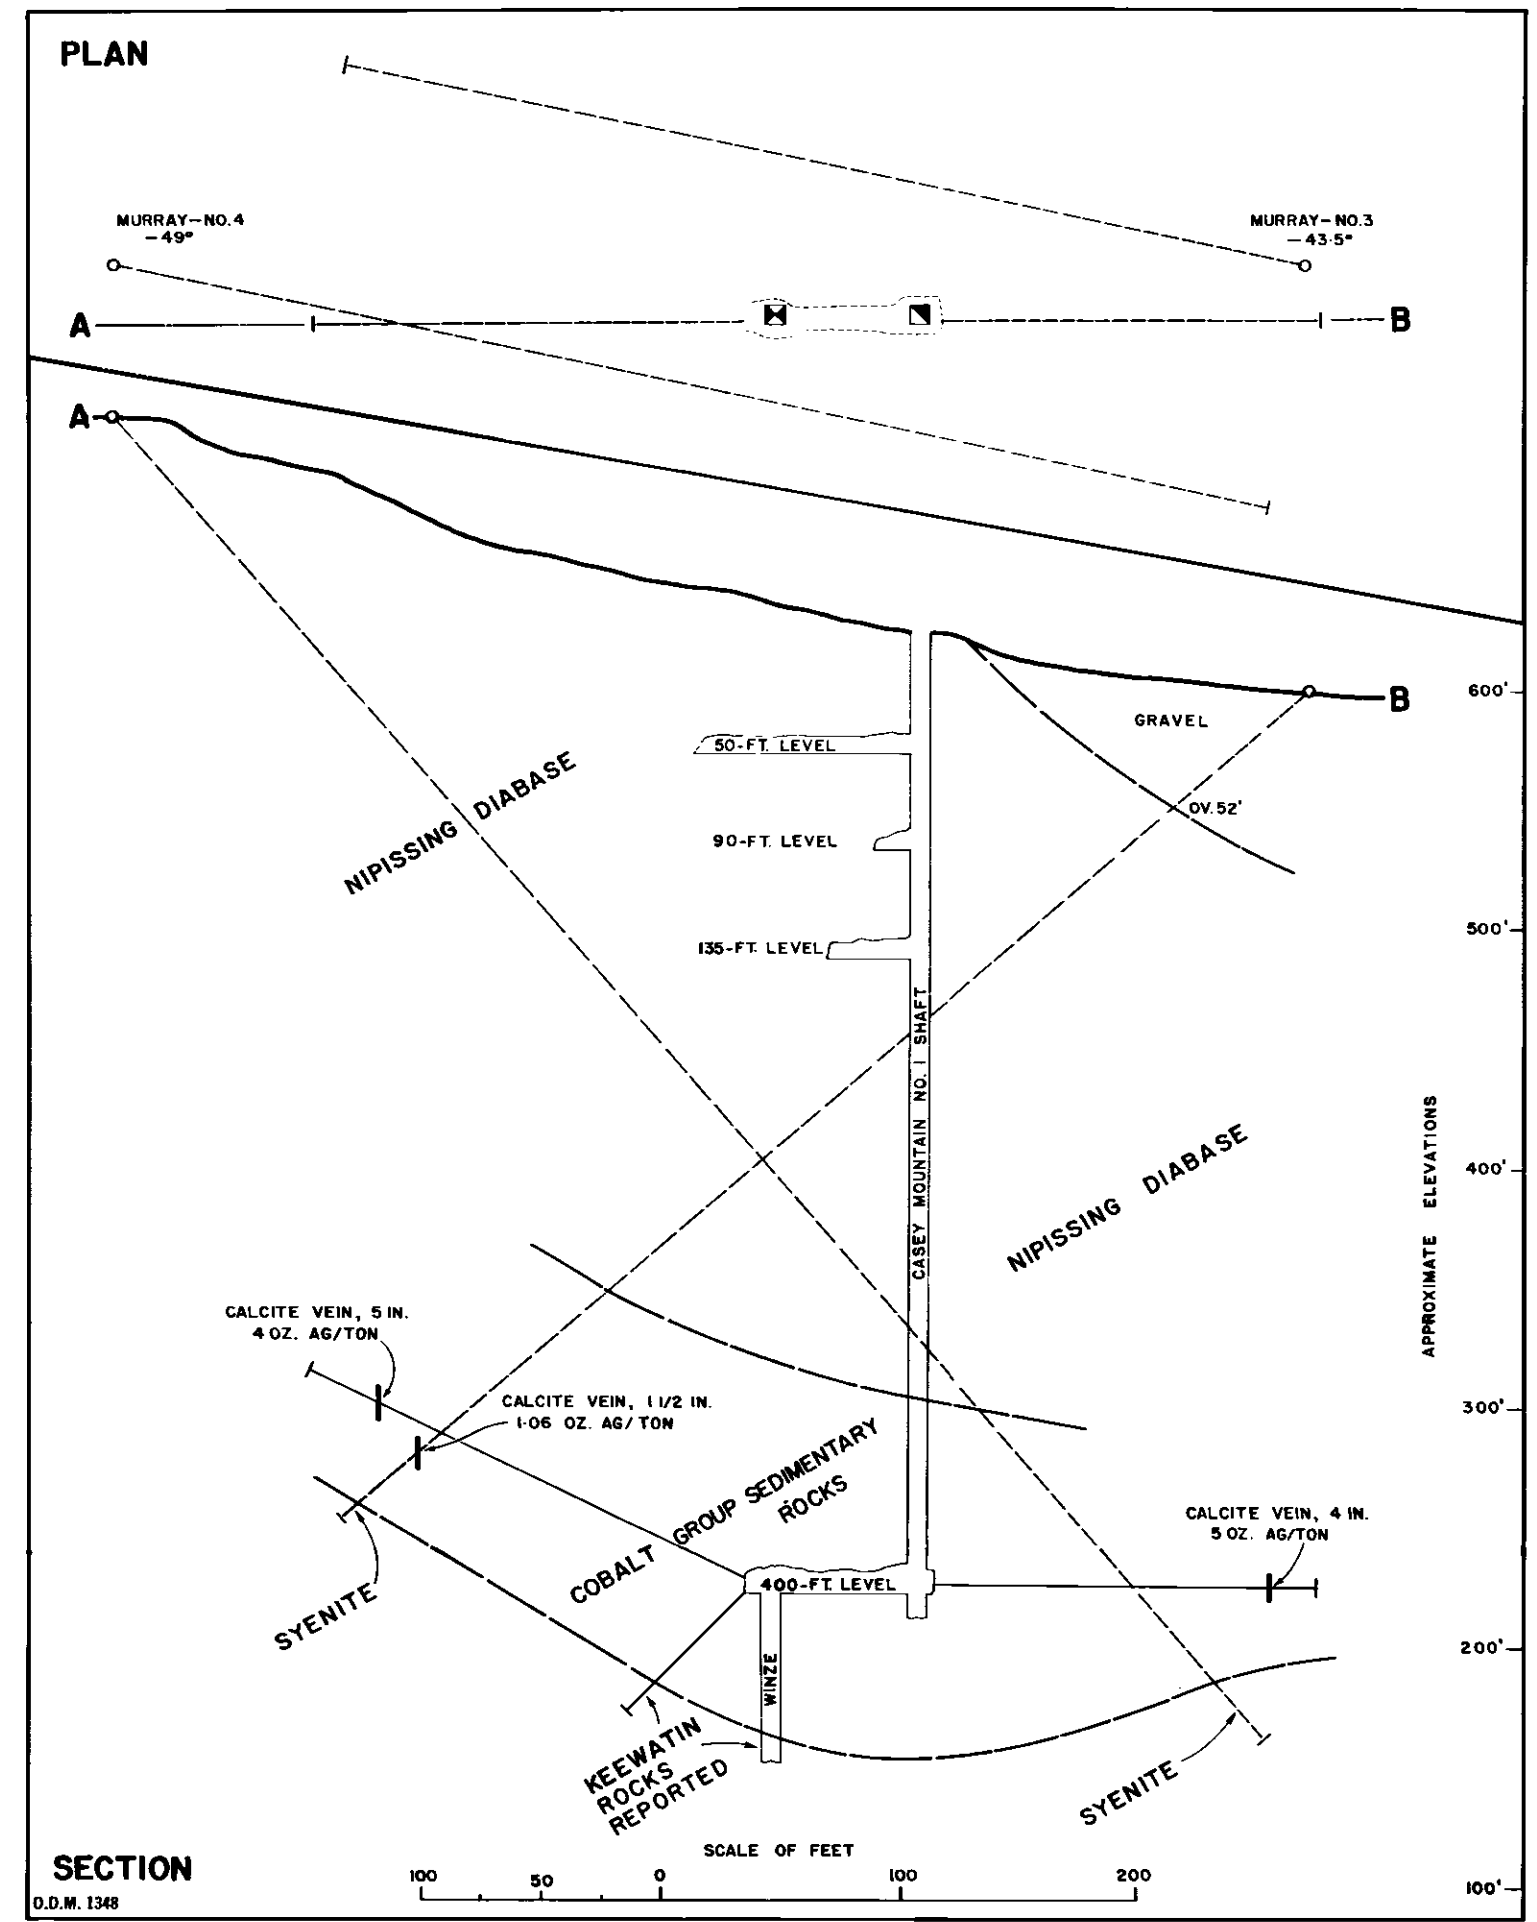 PLAN
MURRAY-NO.4
-49°
MURRAY-NO.3
-43.5°
A
B
A
600'
B
GRAVEL
50-FT. LEVEL
NIPISSING DIABASE
OV. 52'
90-FT. LEVEL
500'
135-FT. LEVEL
CASEY MOUNTAIN NO. 1 SHAFT
APPROXIMATE ELEVATIONS
400'
NIPISSING DIABASE
CALCITE VEIN, 5 IN.
4 OZ. AG/TON
CALCITE VEIN, 1 1/2 IN.
1.06 OZ. AG/TON
300'
COBALT GROUP SEDIMENTARY
ROCKS
CALCITE VEIN, 4 IN.
5 OZ. AG/TON
400-FT. LEVEL
SYENITE
200'
WINZE
KEEWATIN
ROCKS
REPORTED
SYENITE
SCALE OF FEET
SECTION
100 50 0 100 200
100'
O.D.M. 1348